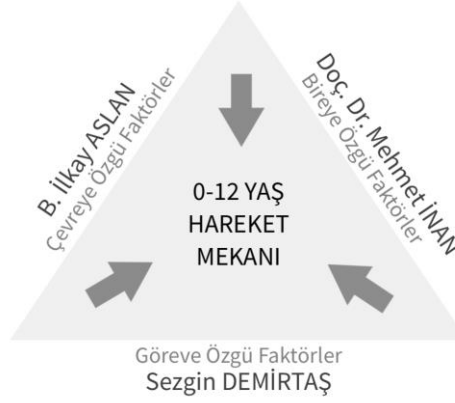 B. İlkay ASLAN
Çevreye Özgü Faktörler
Doç. Dr. Mehmet İNAN
Bireye Özgü Faktörler
0-12 YAŞ
HAREKET
MEKANI
Göreve Özgü Faktörler
Sezgin DEMİRTAŞ